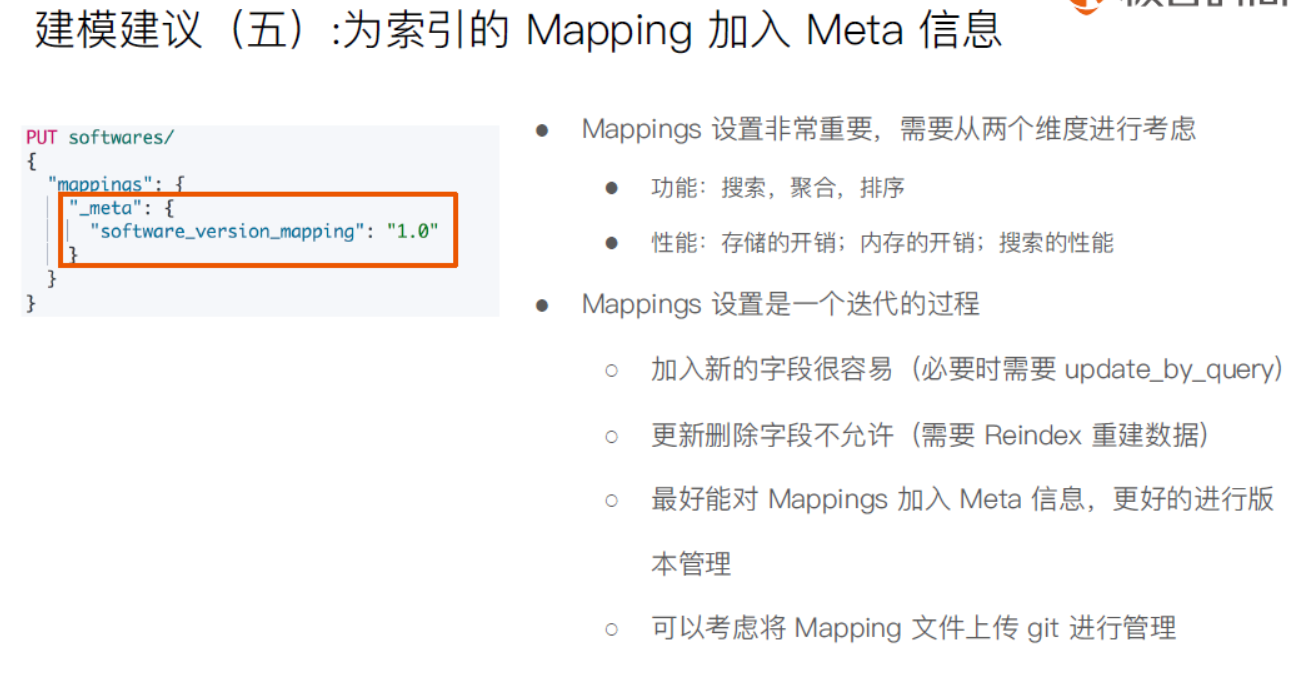 建模建议（五）:为索引的 Mapping 加入 Meta 信息
PUT softwares/
{
"mappings": {
"_meta": {
"software_version_mapping": "1.0"
}
}
}
● Mappings 设置非常重要，需要从两个维度进行考虑
● 功能：搜索，聚合，排序
● 性能：存储的开销；内存的开销；搜索的性能
● Mappings 设置是一个迭代的过程
○ 加入新的字段很容易（必要时需要 update_by_query）
○ 更新删除字段不允许（需要 Reindex 重建数据）
○ 最好能对 Mappings 加入 Meta 信息，更好的进行版
本管理
○ 可以考虑将 Mapping 文件上传 git 进行管理